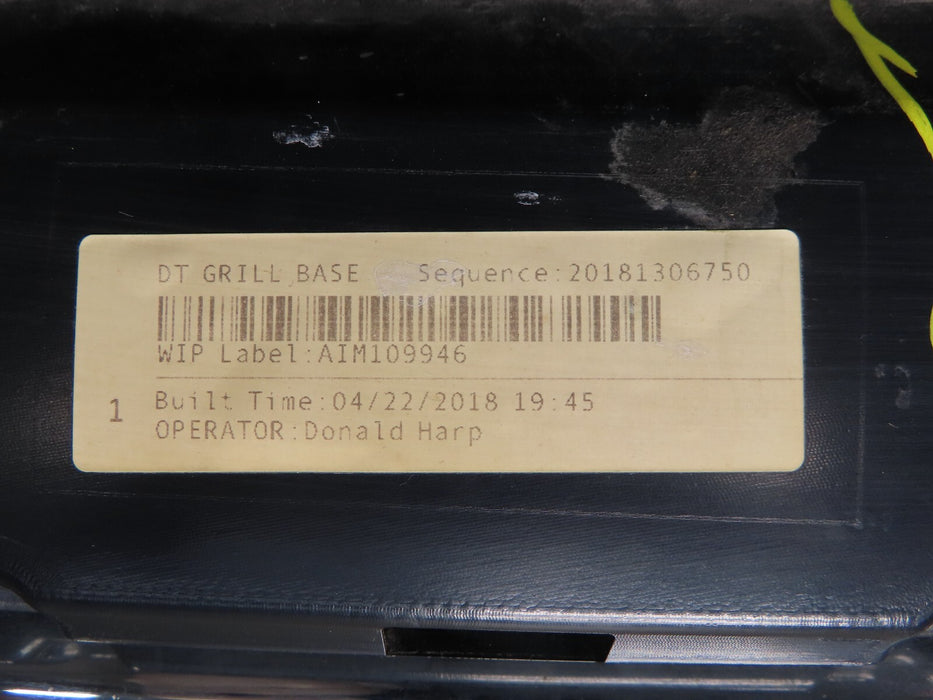 DT GRILL BASE Sequence:20181306750
WIP Label:AIM109946
1
Built Time:04/22/2018 19:45
OPERATOR:Donald Harp